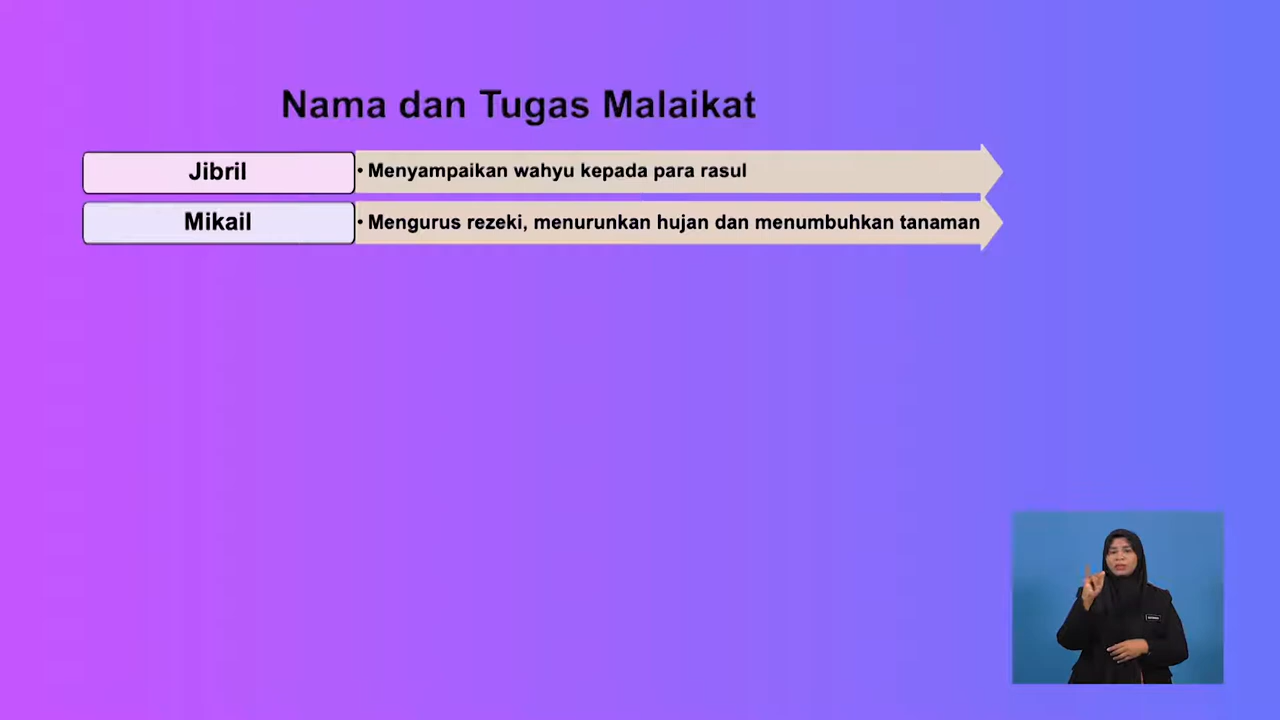 Nama dan Tugas Malaikat
Jibril
• Menyampaikan wahyu kepada para rasul
Mikail
• Mengurus rezeki, menurunkan hujan dan menumbuhkan tanaman